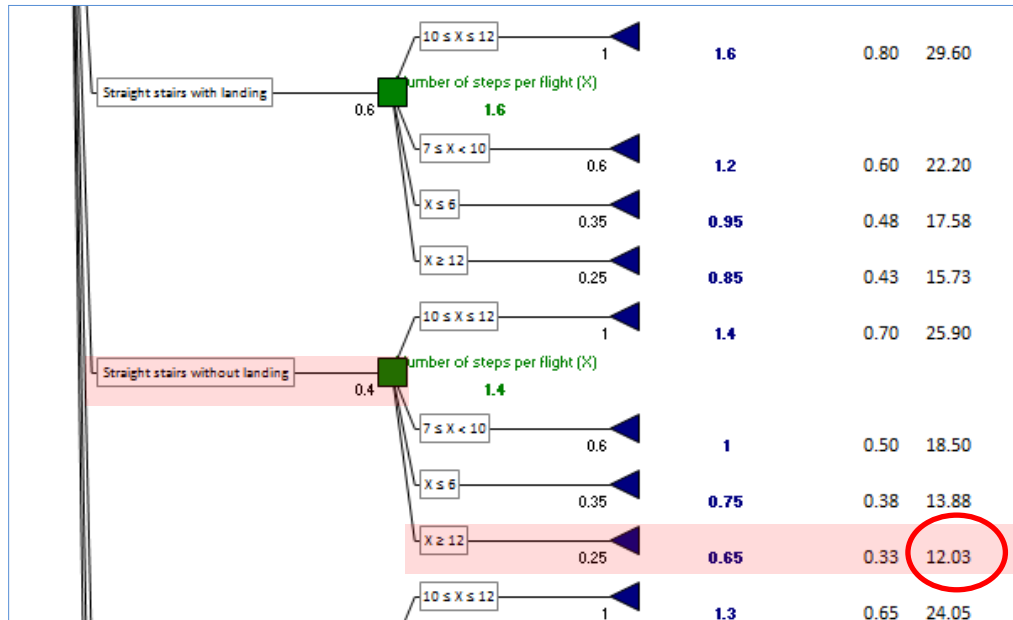 10 ≤ X ≤ 12
1 1.6 0.80 29.60
Straight stairs with landing
umber of steps per flight (X)
0.6 1.6
7 ≤ X < 10
0.6 1.2 0.60 22.20
X ≤ 6
0.35 0.95 0.48 17.58
X ≥ 12
0.25 0.85 0.43 15.73
10 ≤ X ≤ 12
1 1.4 0.70 25.90
Straight stairs without landing
umber of steps per flight (X)
0.4 1.4
7 ≤ X < 10
0.6 1 0.50 18.50
X ≤ 6
0.35 0.75 0.38 13.88
X ≥ 12
0.25 0.65 0.33 12.03
10 ≤ X ≤ 12
1 1.3 0.65 24.05